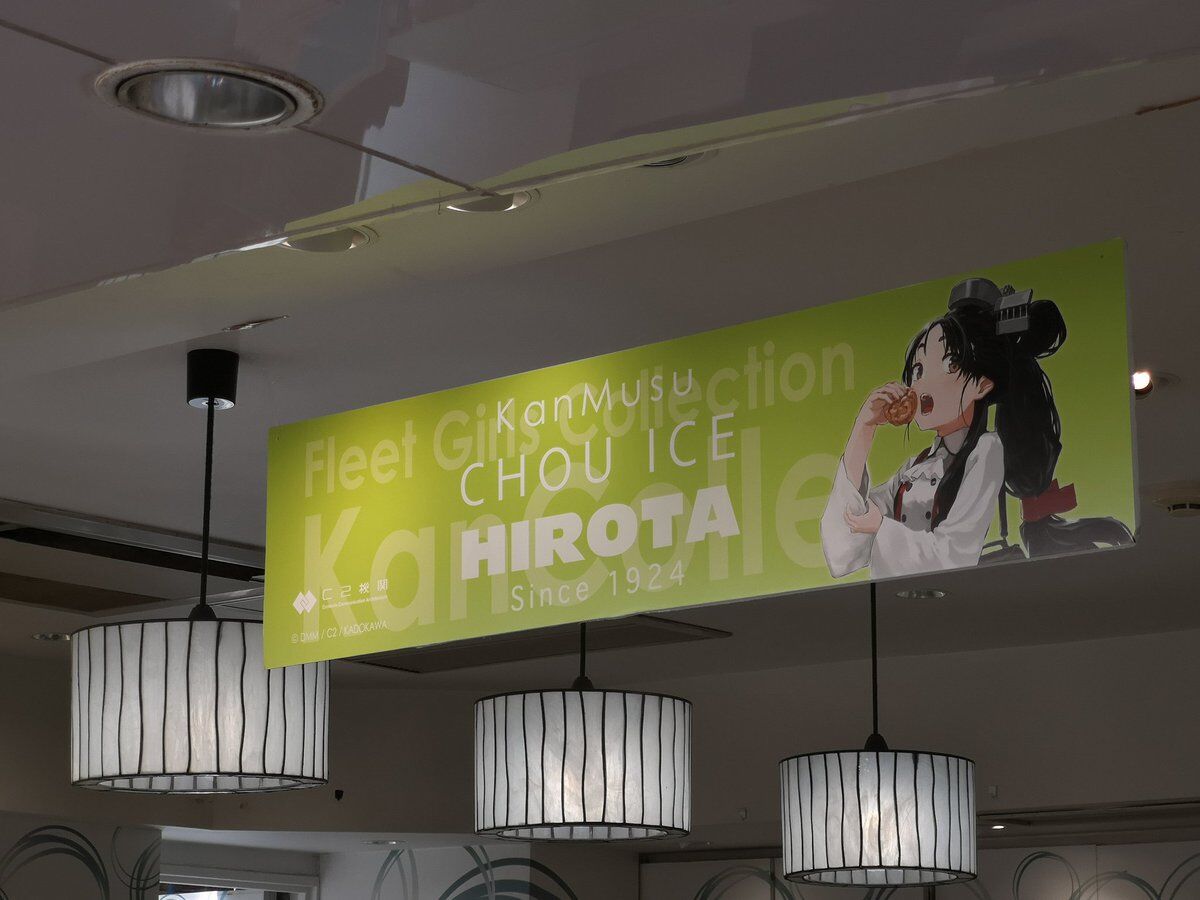 Fleet Girls Collection
KanColle
KanMusu
CHOU ICE
HIROTA
Since 1924
C2機関
© DMM / C2 / KADOKAWA